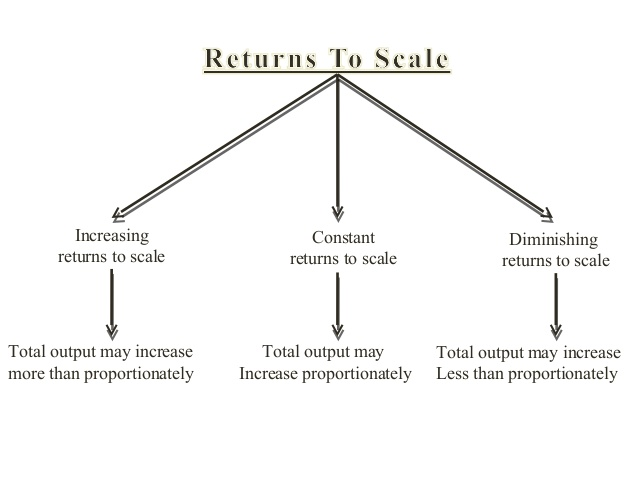 Returns To Scale
Increasing
returns to scale
Constant
returns to scale
Diminishing
returns to scale
Total output may increase
more than proportionately
Total output may
Increase proportionately
Total output may increase
Less than proportionately